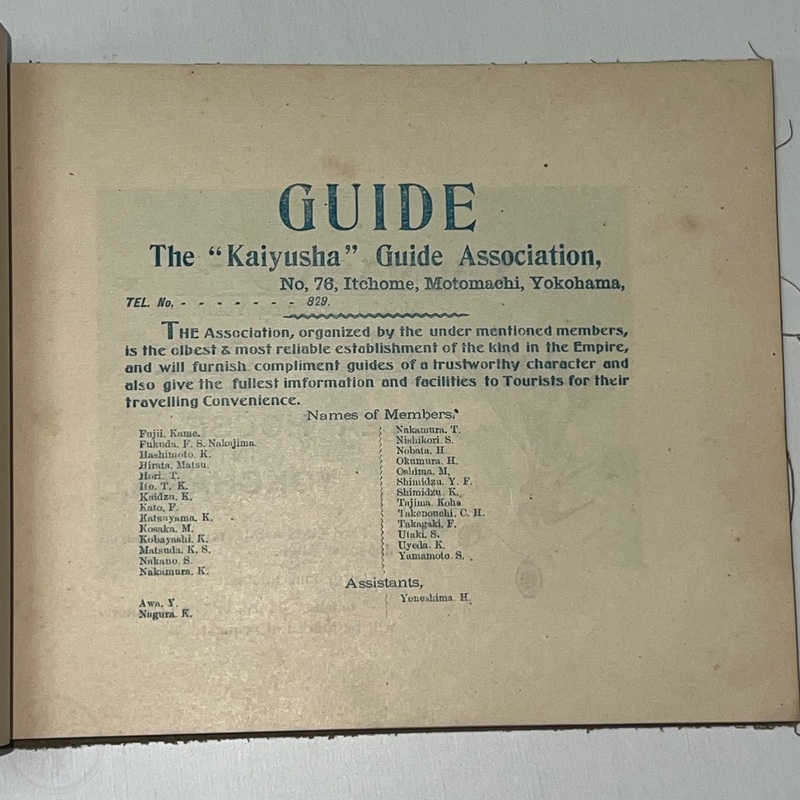 GUIDE
The "Kaiyusha" Guide Association,
No, 76, Itchome, Motomachi, Yokohama,
TEL. No. - - - - - - - 829.
THE Association, organized by the under mentioned members,
is the olbest & most reliable establishment of the kind in the Empire,
and will furnish compliment guides of a trustworthy character and
also give the fullest imformation and facilities to Tourists for their
travelling Convenience.
Names of Members.
Fujii, Kame.
Fukuda, F. S. Nakajima.
Hashimoto. K.
Hirata, Matsu.
Hori. T.
Ito. T. K.
Kaidzu, K.
Kato, F.
Katsuyama, K.
Kosaka, M.
Kobayashi. K.
Matsuda, K. S.
Nakano. S.
Nakamura, K.
Nakamura. T.
Nishikori S.
Nobata, H
Okumura, H.
Oshima, M,
Shimidzu, Y. F.
Shimidzu K.
Tajima Koha
Takenouchi, C. H.
Takagaki, F.
Utaki, S.
Uyeda, K.
Yamamoto S.
Assistants,
Awa, Y.
Nagura, K.
Yoneshima. H.